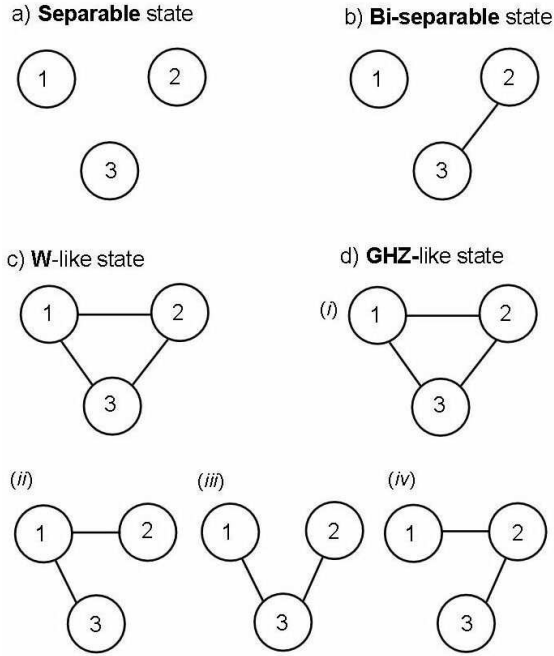 a) Separable state
b) Bi-separable state
1
2
3
1
2
3
c) W-like state
d) GHZ-like state
(i)
1
2
3
1
2
3
(ii)
(iii)
(iv)
1
2
3
1
2
3
1
2
3